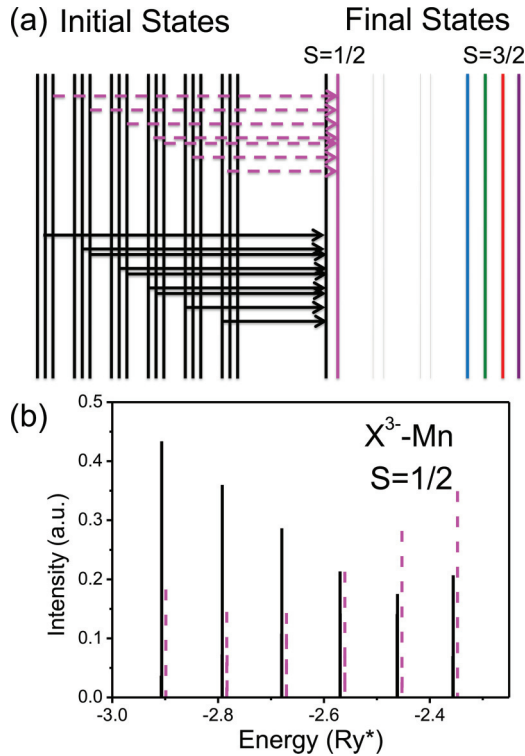 (a) Initial States Final States
S=1/2 S=3/2
(b)
X³⁻-Mn
S=1/2
Intensity (a.u.)
0.5
0.4
0.3
0.2
0.1
0.0
-3.0 -2.8 -2.6 -2.4
Energy (Ry*)